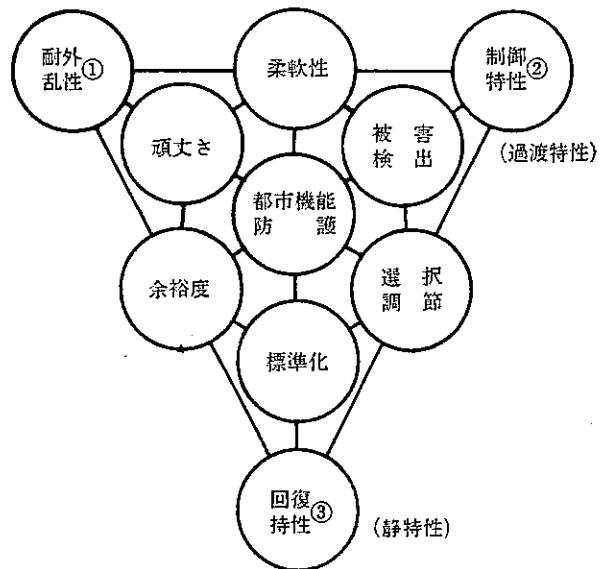 耐外
乱性①
柔軟性
制御
特性②
頑丈さ
被害
検出
(過渡特性)
都市機能
防護
余裕度
選択
調節
標準化
回復
持性③
(静特性)